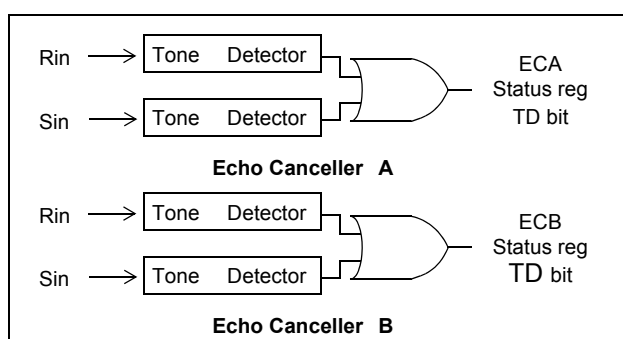 Rin
Tone Detector
ECA
Status reg
TD bit
Sin
Tone Detector
Echo Canceller A
Rin
Tone Detector
ECB
Status reg
TD bit
Sin
Tone Detector
Echo Canceller B